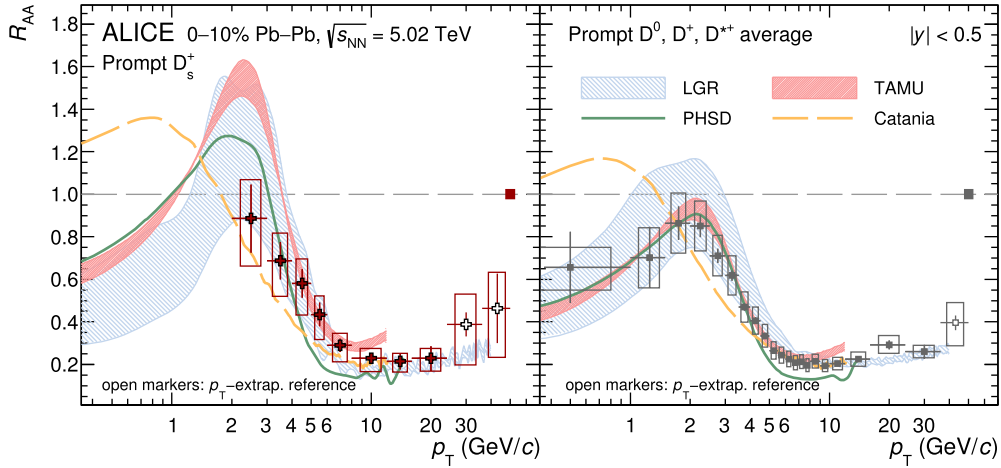 R_AA
ALICE 0–10% Pb–Pb, √s_NN = 5.02 TeV
Prompt D_s^+
Prompt D^0, D^+, D^*+ average |y| < 0.5
LGR TAMU
PHSD Catania
1.8
1.6
1.4
1.2
1.0
0.8
0.6
0.4
0.2
open markers: p_T–extrap. reference
open markers: p_T–extrap. reference
1 2 3 4 5 6 10 20 30
1 2 3 4 5 6 10 20 30
p_T (GeV/c)
p_T (GeV/c)